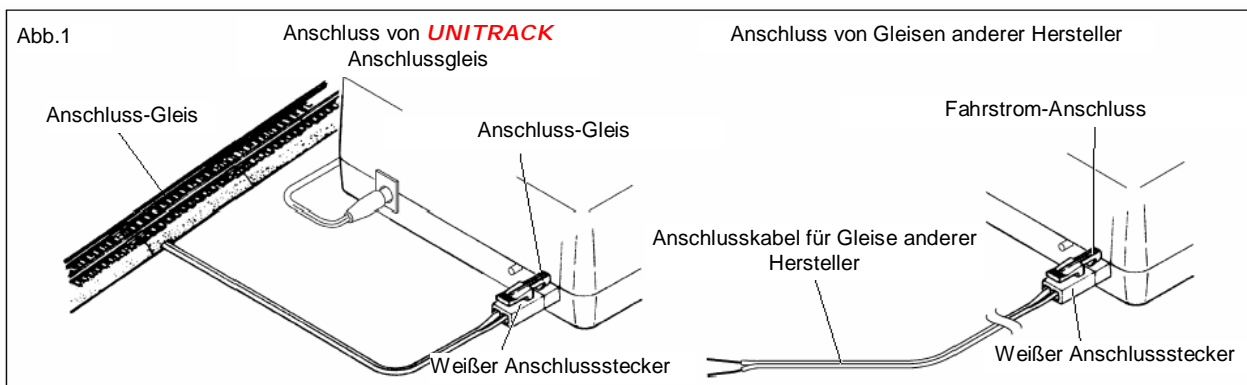 Abb.1
Anschluss von UNITRACK
Anschlussgleis
Anschluss-Gleis
Anschluss-Gleis
Weißer Anschlussstecker
Anschluss von Gleisen anderer Hersteller
Fahrstrom-Anschluss
Anschlusskabel für Gleise anderer
Hersteller
Weißer Anschlussstecker